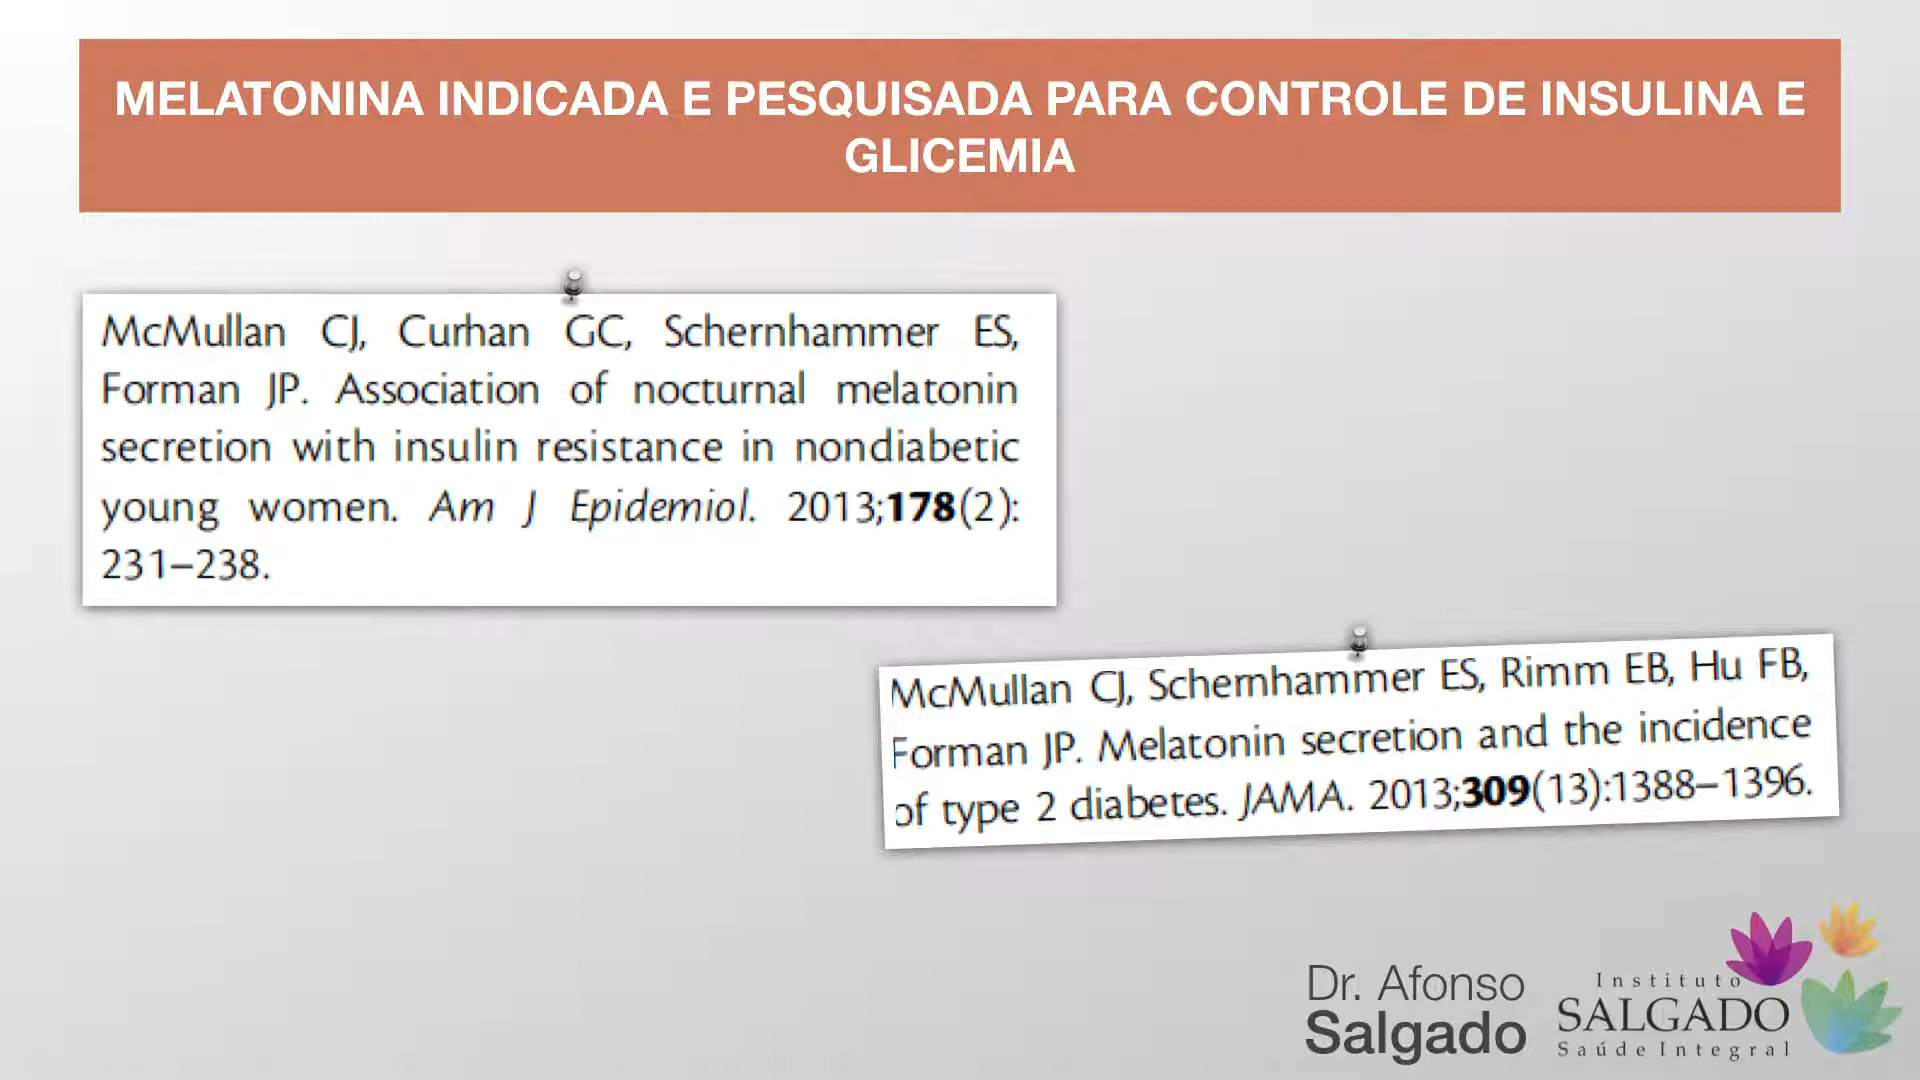 MELATONINA INDICADA E PESQUISADA PARA CONTROLE DE INSULINA E
GLICEMIA
McMullan CJ, Curhan GC, Schernhammer ES,
Forman JP. Association of nocturnal melatonin
secretion with insulin resistance in nondiabetic
young women. Am J Epidemiol. 2013;178(2):
231–238.
McMullan CJ, Schernhammer ES, Rimm EB, Hu FB,
Forman JP. Melatonin secretion and the incidence
of type 2 diabetes. JAMA. 2013;309(13):1388–1396.
Dr. Afonso
Salgado
Instituto
SALGADO
Saúde Integral